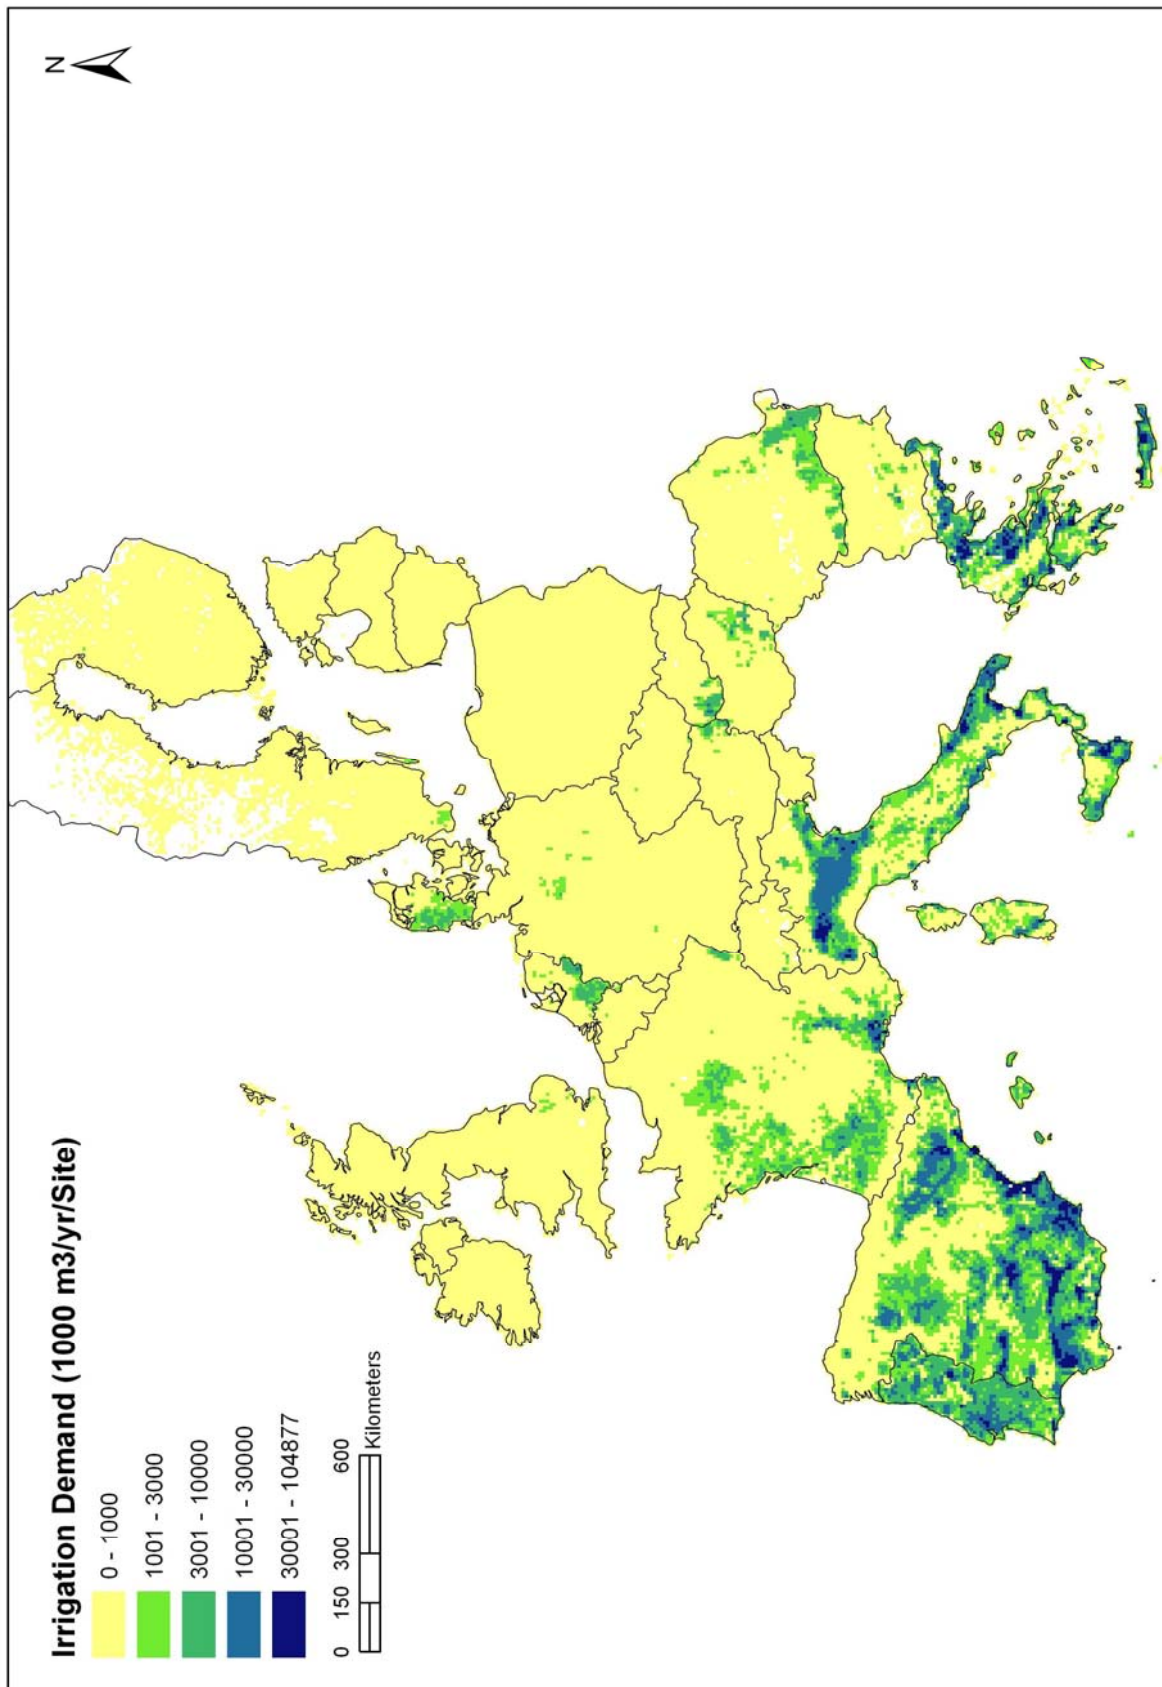 N
Irrigation Demand (1000 m3/yr/Site)
0 - 1000
1001 - 3000
3001 - 10000
10001 - 30000
30001 - 104877
0 150 300 600
Kilometers